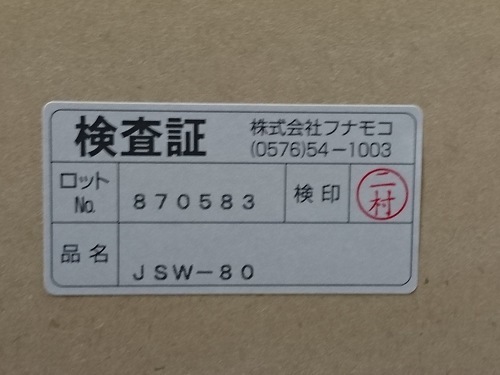 検査証 株式会社フナモコ
(0576)54-1003
ロット
No. 870583 検印 二村
品名 JSW-80